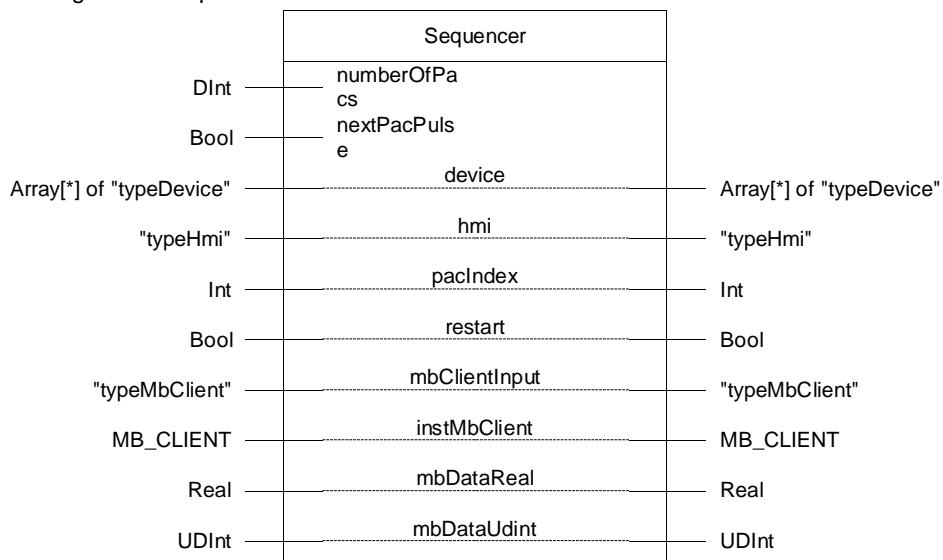 Sequencer
DInt numberOfPa
cs
Bool nextPacPuls
e
Array[*] of "typeDevice" device Array[*] of "typeDevice"
"typeHmi" hmi "typeHmi"
Int pacIndex Int
Bool restart Bool
"typeMbClient" mbClientInput "typeMbClient"
MB_CLIENT instMbClient MB_CLIENT
Real mbDataReal Real
UDInt mbDataUdint UDInt